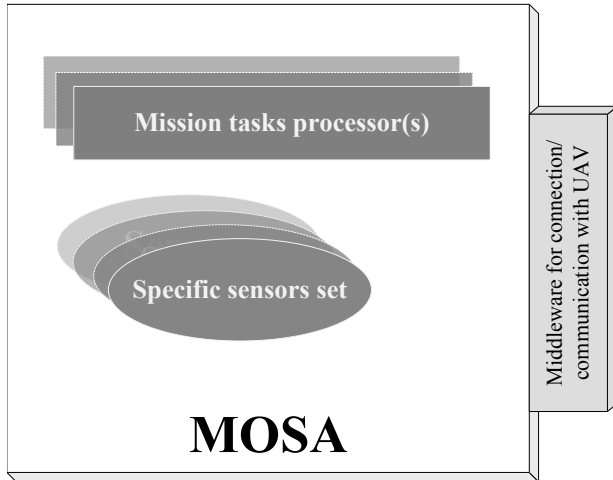 Mission tasks processor(s)
Specific sensors set
MOSA
Middleware for connection/
communication with UAV